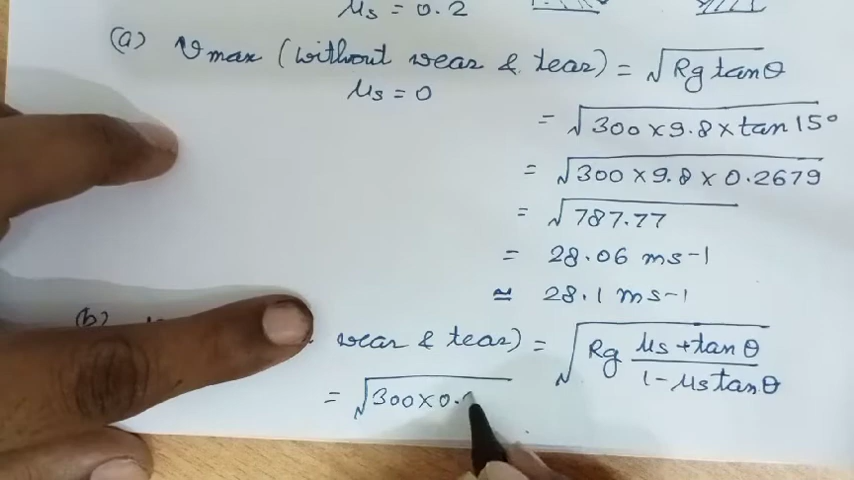 μs = 0.2
(a) vmax (without wear & tear) = √Rg tanθ
μs = 0
= √300 x 9.8 x tan 15°
= √300 x 9.8 x 0.2679
= √787.77
= 28.06 ms-1
≅ 28.1 ms-1
(b) wear & tear) = √Rg μs+tanθ / 1-μs tanθ
= √300 x 0.